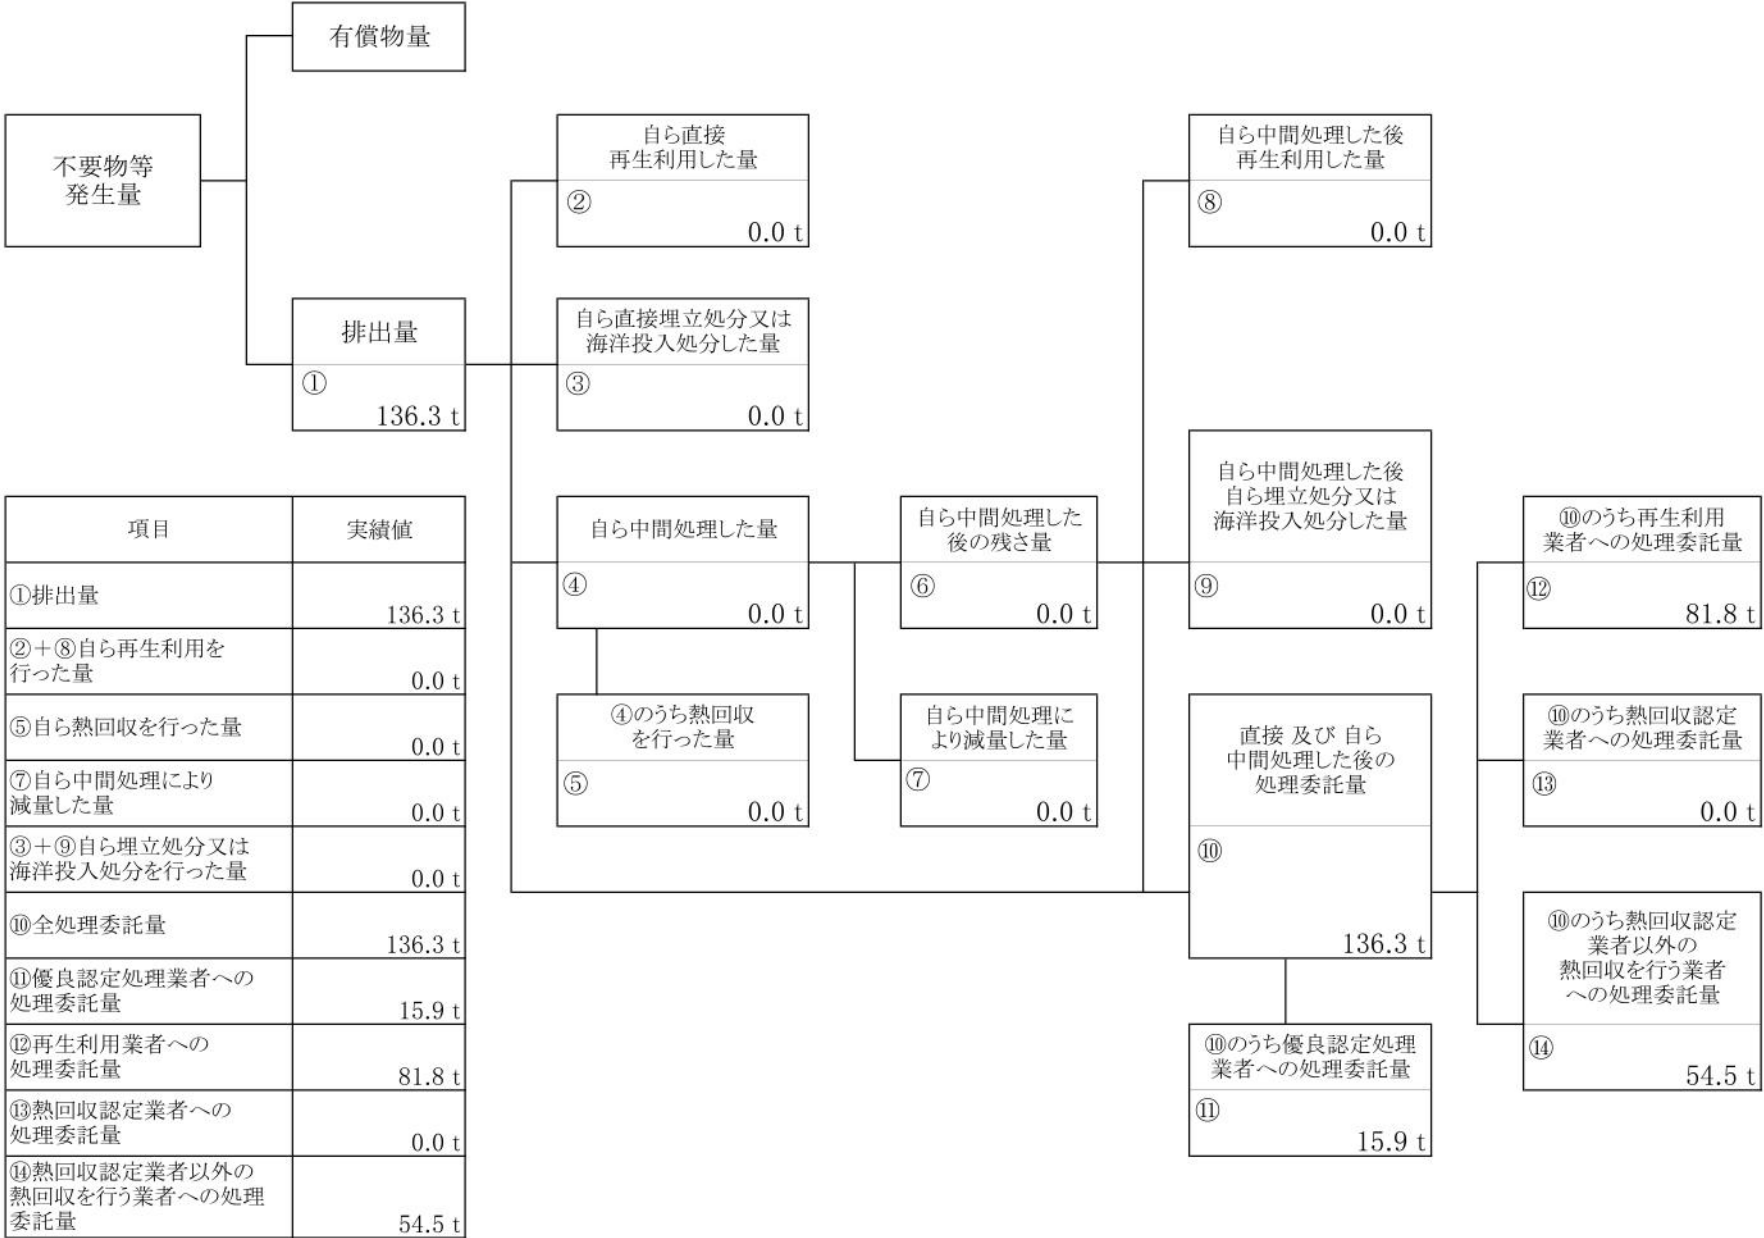 有償物量
不要物等
発生量
自ら直接
再生利用した量
②
0.0 t
自ら中間処理した後
再生利用した量
⑧
0.0 t
排出量
①
136.3 t
自ら直接埋立処分又は
海洋投入処分した量
③
0.0 t
自ら中間処理した量
④
0.0 t
自ら中間処理した
後の残さ量
⑥
0.0 t
自ら中間処理した後
自ら埋立処分又は
海洋投入処分した量
⑨
0.0 t
⑩のうち再生利用
業者への処理委託量
⑫
81.8 t
④のうち熱回収
を行った量
⑤
0.0 t
自ら中間処理に
より減量した量
⑦
0.0 t
直接 及び 自ら
中間処理した後の
処理委託量
⑩
136.3 t
⑩のうち熱回収認定
業者への処理委託量
⑬
0.0 t
⑩のうち熱回収認定
業者以外の
熱回収を行う業者
への処理委託量
⑭
54.5 t
⑩のうち優良認定処理
業者への処理委託量
⑪
15.9 t
項目 実績値
①排出量
136.3 t
②＋⑧自ら再生利用を
行った量
0.0 t
⑤自ら熱回収を行った量
0.0 t
⑦自ら中間処理により
減量した量
0.0 t
③＋⑨自ら埋立処分又は
海洋投入処分を行った量
0.0 t
⑩全処理委託量
136.3 t
⑪優良認定処理業者への
処理委託量
15.9 t
⑫再生利用業者への
処理委託量
81.8 t
⑬熱回収認定業者への
処理委託量
0.0 t
⑭熱回収認定業者以外の
熱回収を行う業者への処理
委託量
54.5 t